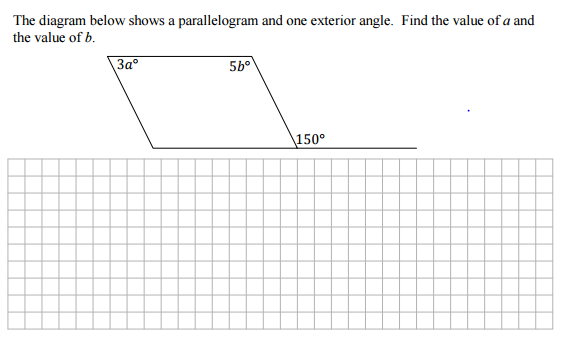 The diagram below shows a parallelogram and one exterior angle. Find the value of a and
the value of b.
3a° 5b°
150°